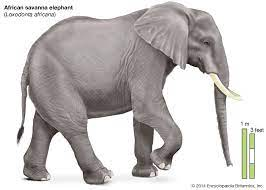 African savanna elephant
(Loxodonta africana)
1 m
3 feet
© 2014 Encyclopædia Britannica, Inc.